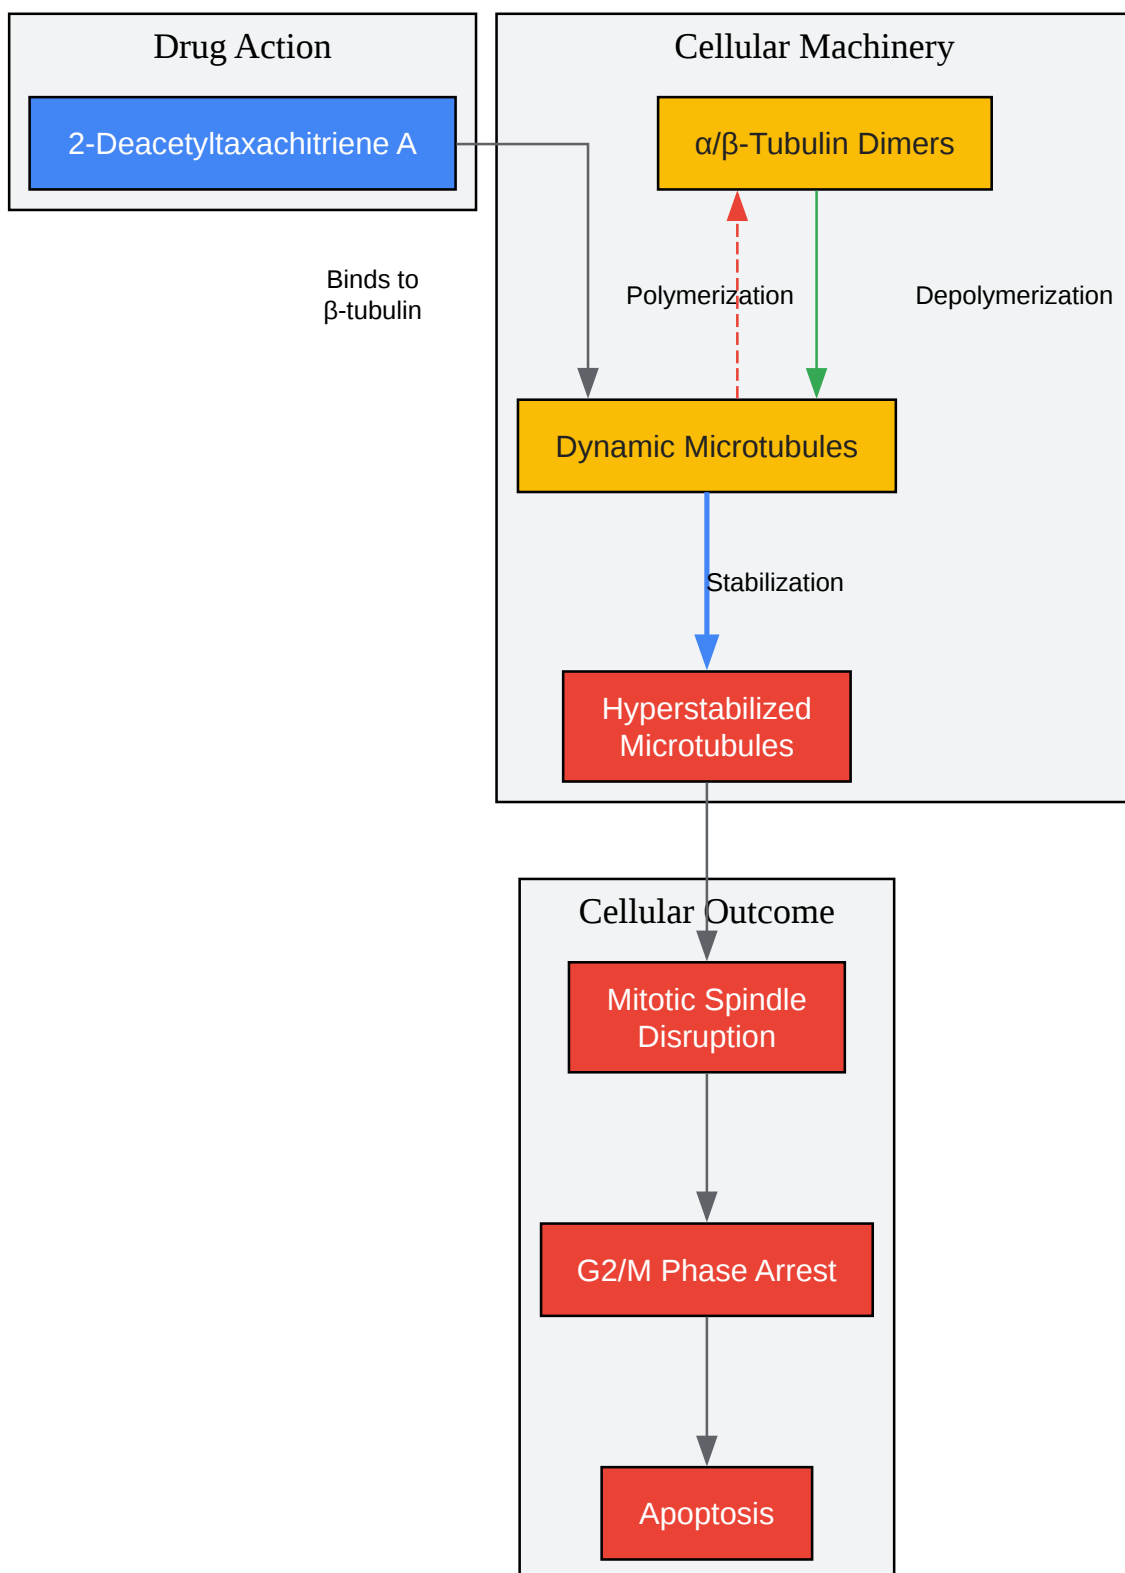 Drug Action
2-Deacetyltaxachitriene A
Cellular Machinery
α/β-Tubulin Dimers
Binds to
β-tubulin
Polymerization
Depolymerization
Dynamic Microtubules
Stabilization
Hyperstabilized
Microtubules
Cellular Outcome
Mitotic Spindle
Disruption
G2/M Phase Arrest
Apoptosis